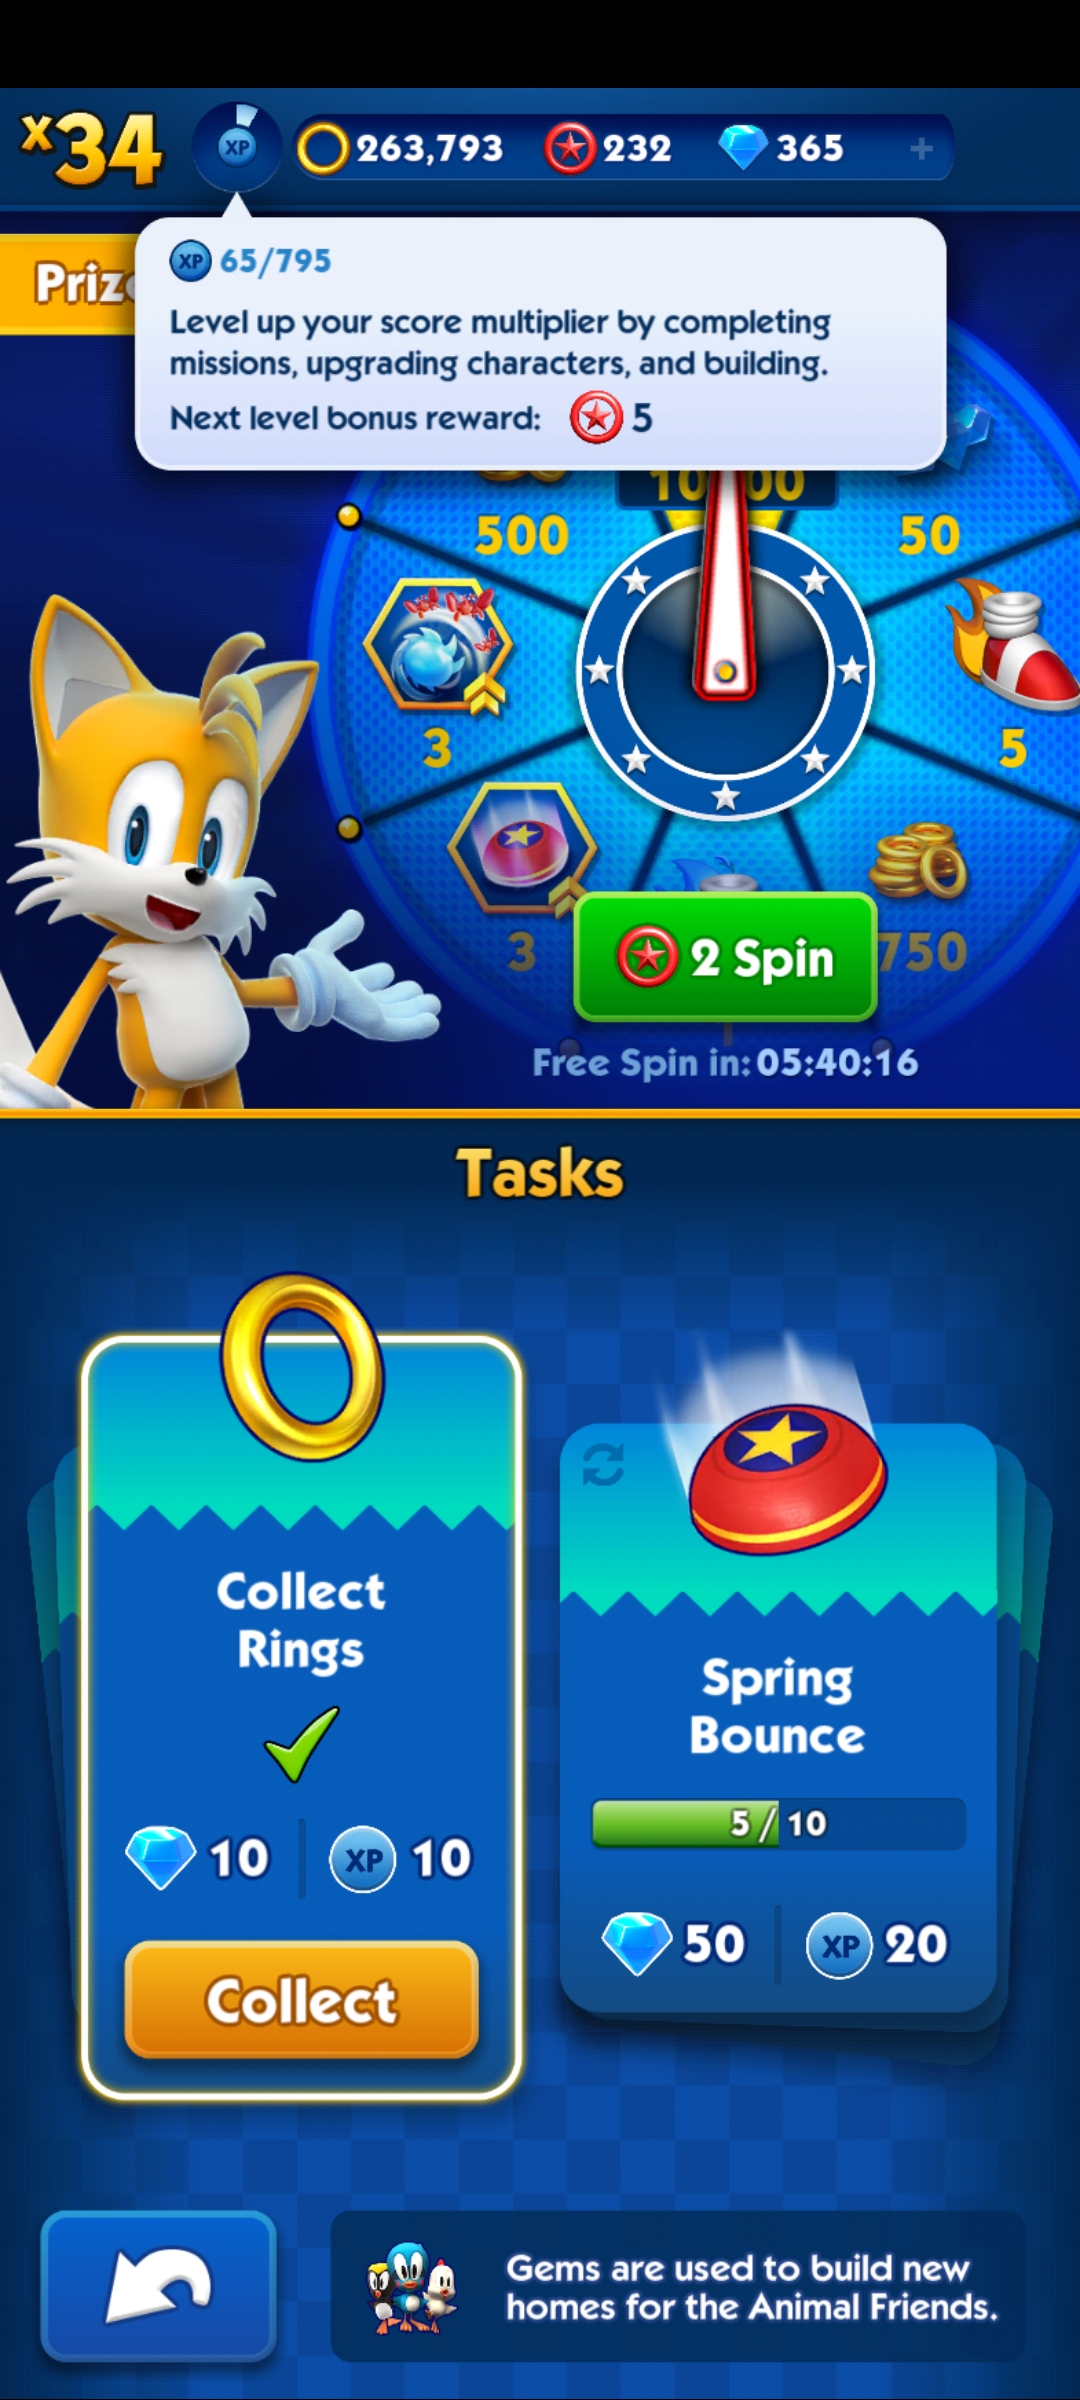 x34
XP
263,793
232
365
+
XP 65/795
Level up your score multiplier by completing
missions, upgrading characters, and building.
Next level bonus reward: 5
500
50
3
5
3
750
2 Spin
Free Spin in: 05:40:16
Tasks
Collect
Rings
10
XP 10
Collect
Spring
Bounce
5 / 10
50
XP 20
Gems are used to build new
homes for the Animal Friends.